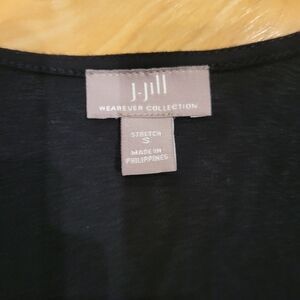 J.Jill
WEAREVER COLLECTION
STRETCH
S
MADE IN
PHILIPPINES